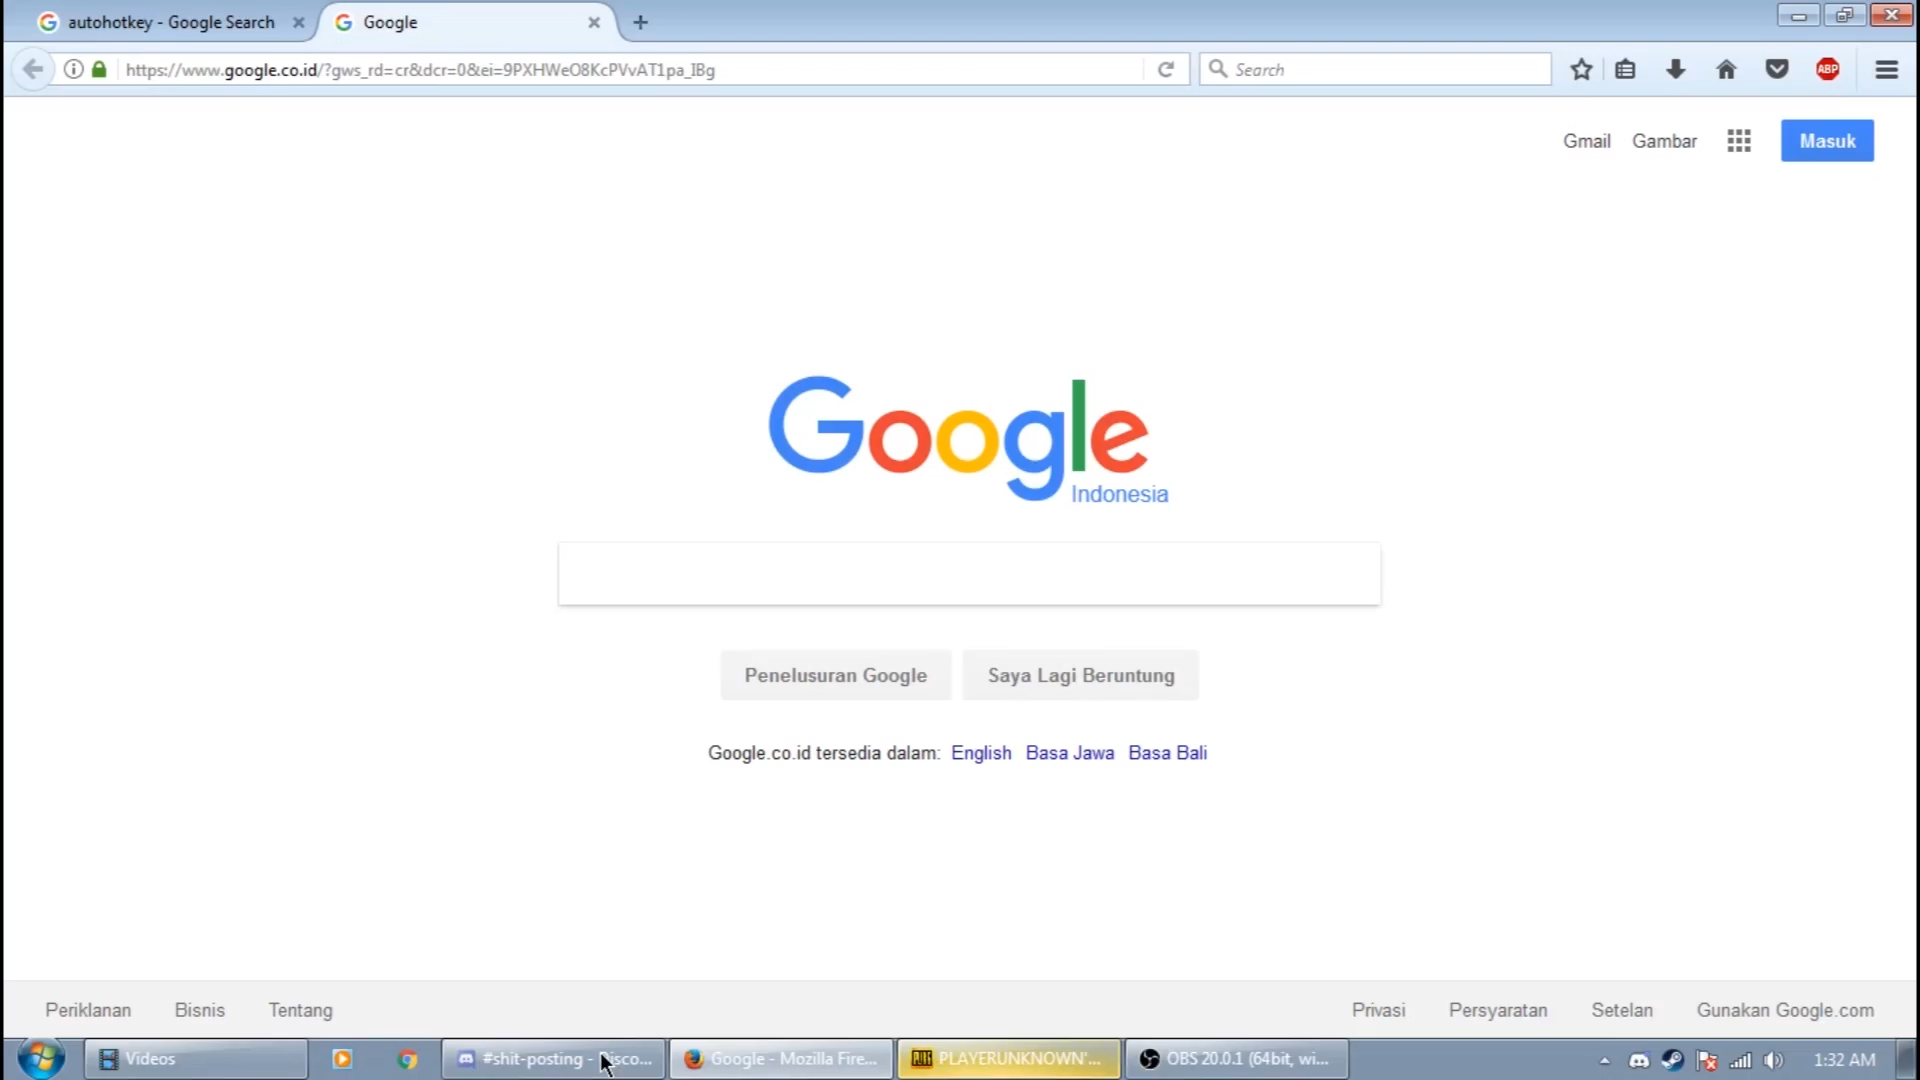 autohotkey - Google Search
Google
https://www.google.co.id/?gws_rd=cr&dcr=0&ei=9PXHWeO8KcPVvAT1pa_IBg
Search
ABP
Gmail Gambar Masuk
Google
Indonesia
Penelusuran Google Saya Lagi Beruntung
Google.co.id tersedia dalam: English Basa Jawa Basa Bali
Periklanan Bisnis Tentang Privasi Persyaratan Setelan Gunakan Google.com
Videos #shit-posting - Disco... Google - Mozilla Fire... PLAYERUNKNOWN'... OBS 20.0.1 (64bit, wi... 1:32 AM